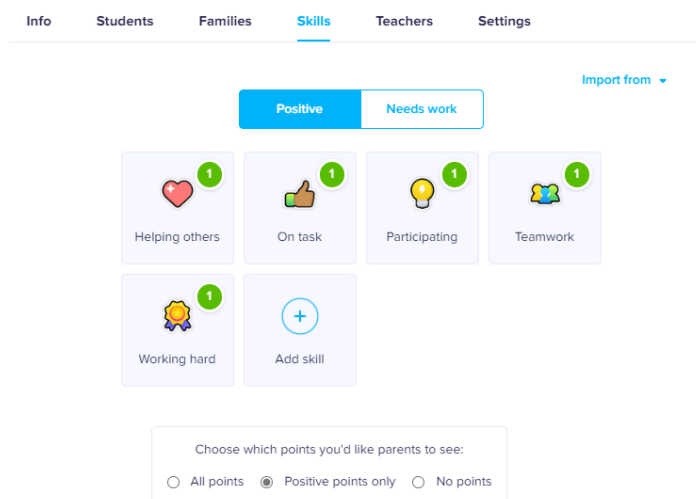 Info Students Families Skills Teachers Settings
Import from
Positive Needs work
1 1 1 1
Helping others On task Participating Teamwork
1
Working hard Add skill
Choose which points you'd like parents to see:
All points Positive points only No points